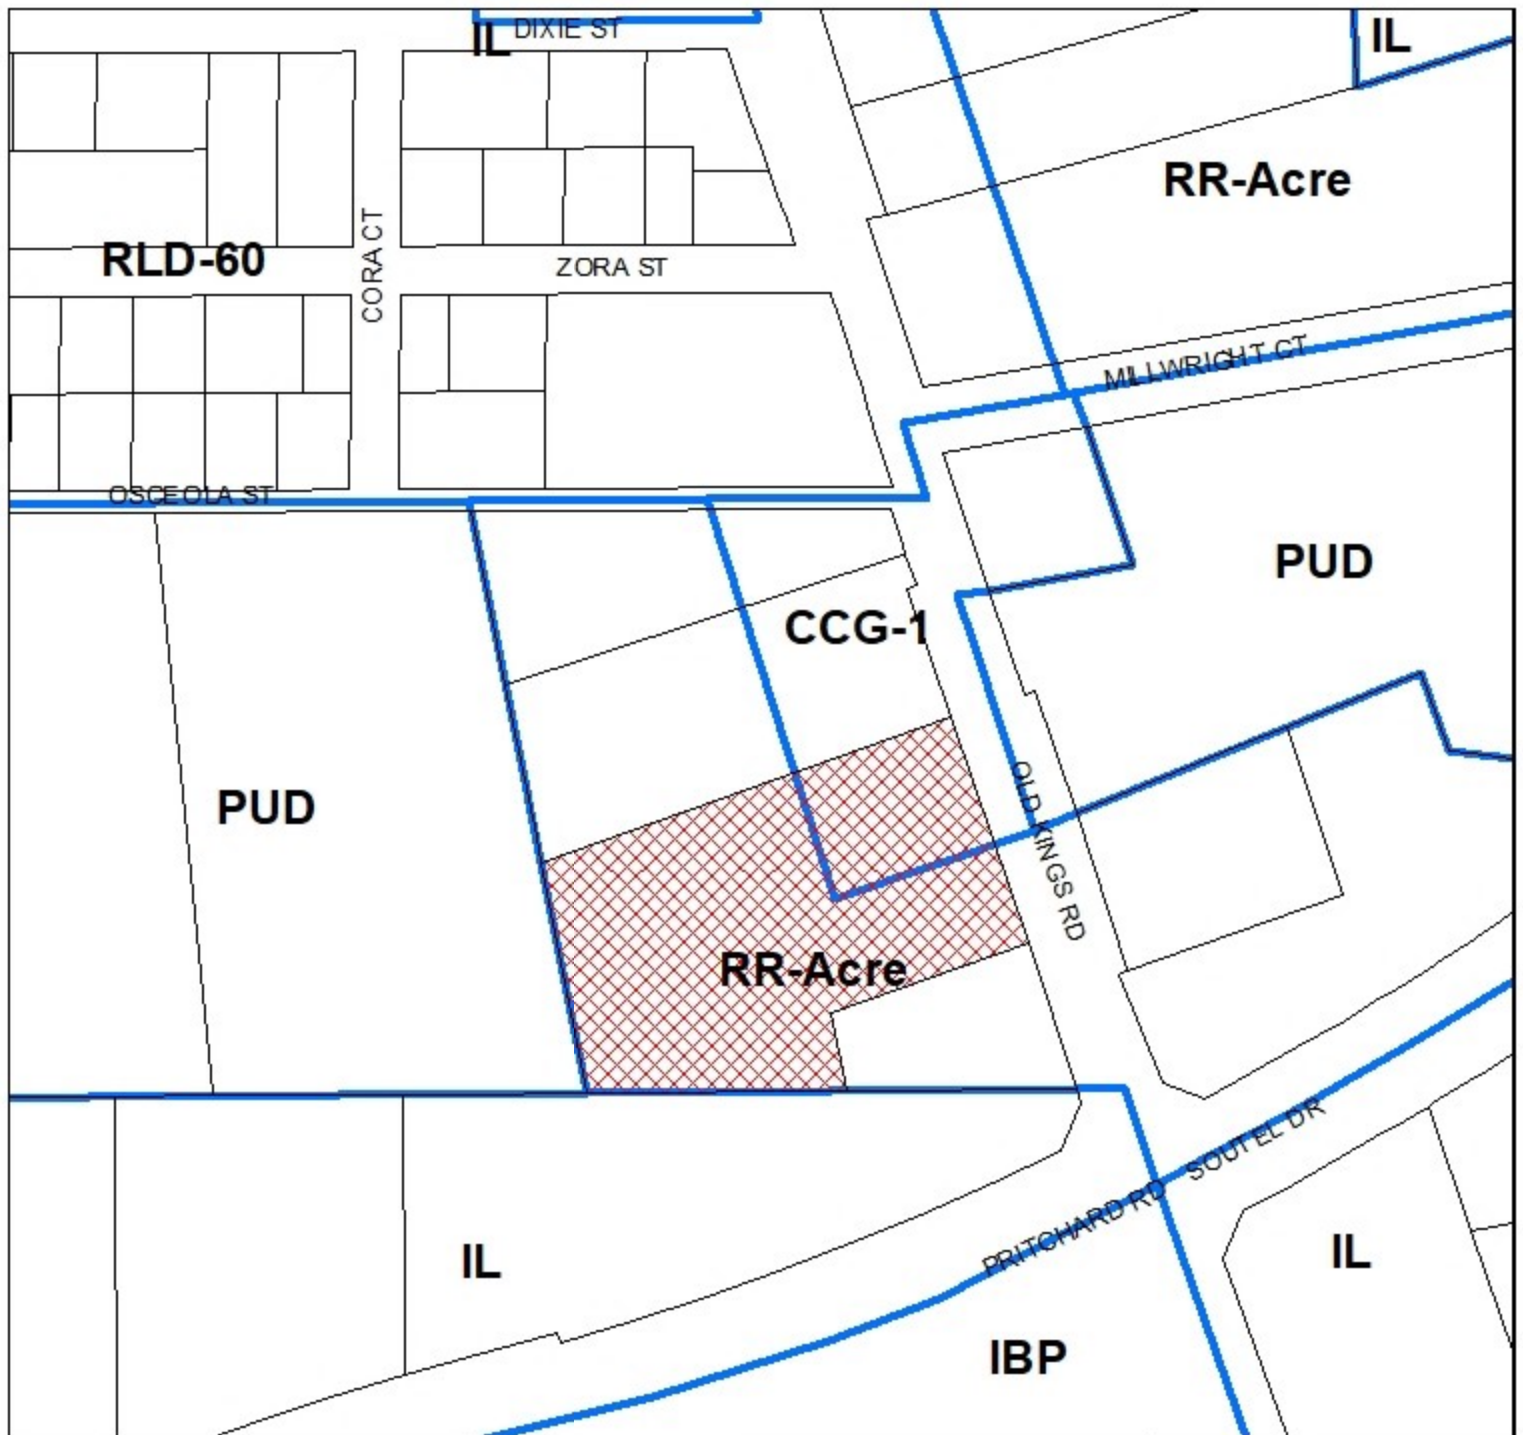 DIXIE ST
IL
IL
RR-Acre
CORA CT
RLD-60
ZORA ST
MILLWRIGHT CT
OSCEOLA ST
PUD
CCG-1
PUD
OLD KINGS RD
RR-Acre
SOUTEL DR
PRITCHARD RD
IL
IL
IBP